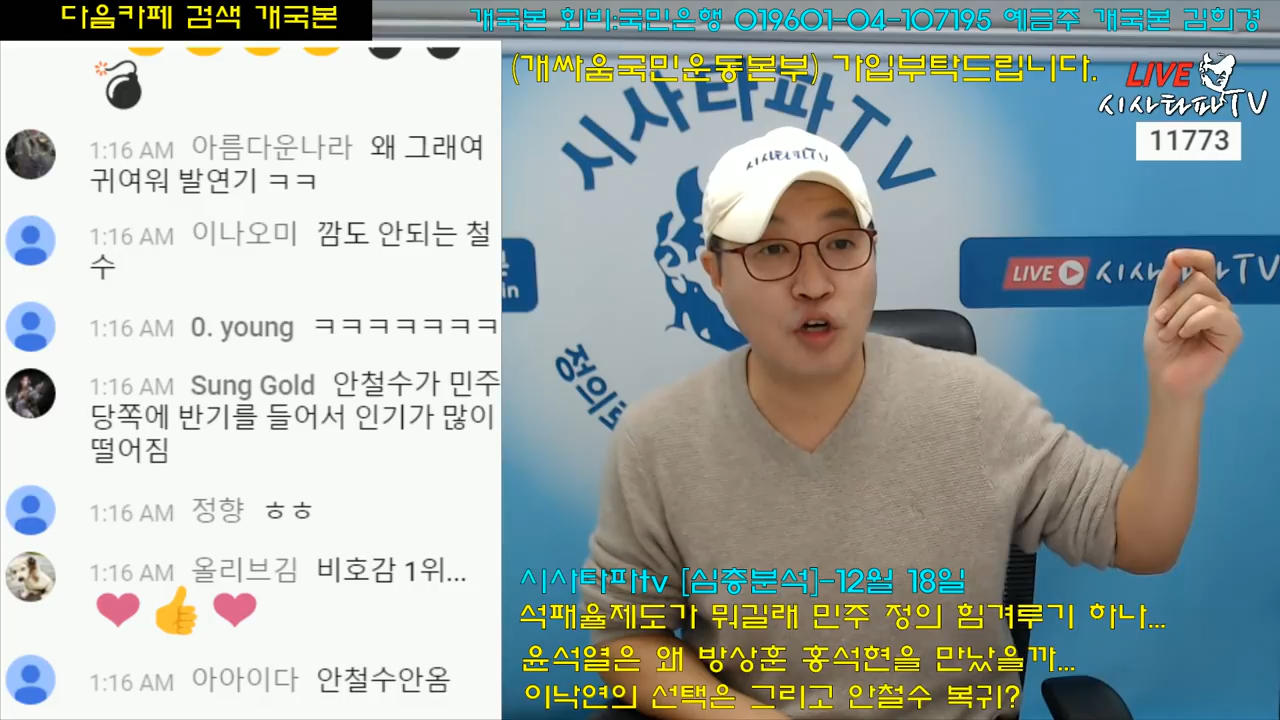 다음카페 검색 개국본
개국본 회비:국민은행 019601-04-107195 예금주 개국본 김희경
(개싸움국민운동본부) 가입부탁드립니다.
LIVE
시사타파TV
11773
1:16 AM 아름다운나라 왜 그래여
귀여워 발연기 ㅋㅋ
1:16 AM 이나오미 깜도 안되는 철
수
1:16 AM 0. young ㅋㅋㅋㅋㅋㅋㅋ
1:16 AM Sung Gold 안철수가 민주
당쪽에 반기를 들어서 인기가 많이
떨어짐
1:16 AM 정향 ㅎㅎ
1:16 AM 올리브김 비호감 1위...
1:16 AM 아아이다 안철수안옴
시사타파TV
시사타파TV
LIVE 시사타파TV
정의
시사타파tv [심층분석]-12월 18일
석패율제도가 뭐길래 민주 정의 힘겨루기 하나...
윤석열은 왜 방상훈 홍석현을 만났을까...
이낙연의 선택은 그리고 안철수 복귀?